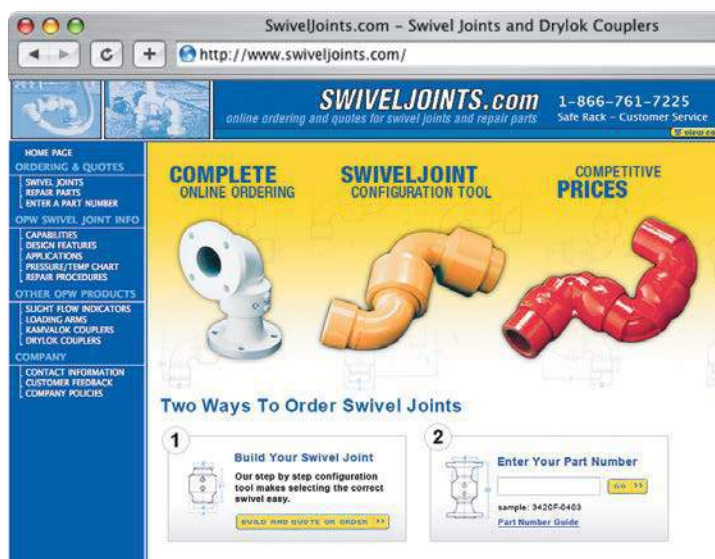 SwivelJoints.com – Swivel Joints and Drylok Couplers
http://www.swiveljoints.com/
SWIVELJOINTS.com
online ordering and quotes for swivel joints and repair parts
1-866-761-7225
Safe Rack – Customer Service
view
HOME PAGE
ORDERING & QUOTES
SWIVEL JOINTS
REPAIR PARTS
ENTER A PART NUMBER
OPW SWIVEL JOINT INFO
CAPABILITIES
DESIGN FEATURES
APPLICATIONS
PRESSURE/TEMP CHART
REPAIR PROCEDURES
OTHER OPW PRODUCTS
SLIGHT FLOW INDICATORS
LOADING ARMS
KAMVALOK COUPLERS
DRYLOK COUPLERS
COMPANY
CONTACT INFORMATION
CUSTOMER FEEDBACK
COMPANY POLICIES
COMPLETE
ONLINE ORDERING
SWIVELJOINT
CONFIGURATION TOOL
COMPETITIVE
PRICES
Two Ways To Order Swivel Joints
1
Build Your Swivel Joint
Our step by step configuration
tool makes selecting the correct
swivel easy.
BUILD AND QUOTE OR ORDER >>
2
Enter Your Part Number
GO >>
sample: 3420F-0403
Part Number Guide